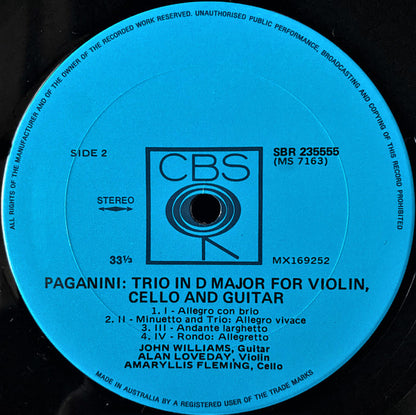 ALL RIGHTS OF THE MANUFACTURER AND OF THE OWNER OF THE RECORDED WORK RESERVED. UNAUTHORISED PUBLIC PERFORMANCE, BROADCASTING AND COPYING OF THIS RECORD PROHIBITED
CBS
SIDE 2
SBR 235555
(MS 7163)
STEREO
33⅓
MX169252
PAGANINI: TRIO IN D MAJOR FOR VIOLIN,
CELLO AND GUITAR
1. I - Allegro con brio
2. II - Minuetto and Trio: Allegro vivace
3. III - Andante larghetto
4. IV - Rondo: Allegretto
JOHN WILLIAMS, Guitar
ALAN LOVEDAY, Violin
AMARYLLIS FLEMING, Cello
MADE IN AUSTRALIA BY A REGISTERED USER OF THE TRADE MARKS